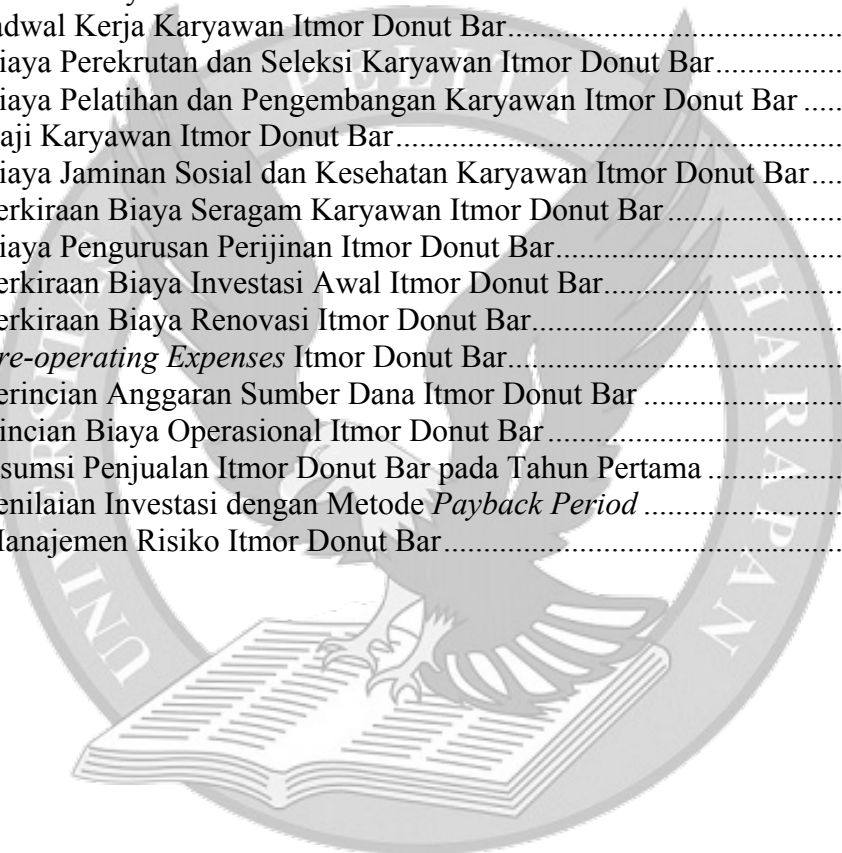 adwal Kerja Karyawan Itmor Donut Bar
iaya Perekrutan dan Seleksi Karyawan Itmor Donut Bar
iaya Pelatihan dan Pengembangan Karyawan Itmor Donut Bar
aji Karyawan Itmor Donut Bar
iaya Jaminan Sosial dan Kesehatan Karyawan Itmor Donut Bar
erkiraan Biaya Seragam Karyawan Itmor Donut Bar
iaya Pengurusan Perijinan Itmor Donut Bar
erkiraan Biaya Investasi Awal Itmor Donut Bar
erkiraan Biaya Renovasi Itmor Donut Bar
re-operating Expenses Itmor Donut Bar
erincian Anggaran Sumber Dana Itmor Donut Bar
incian Biaya Operasional Itmor Donut Bar
sumsi Penjualan Itmor Donut Bar pada Tahun Pertama
enilaian Investasi dengan Metode Payback Period
anajemen Risiko Itmor Donut Bar
UNIVERSITAS PELITA HARAPAN